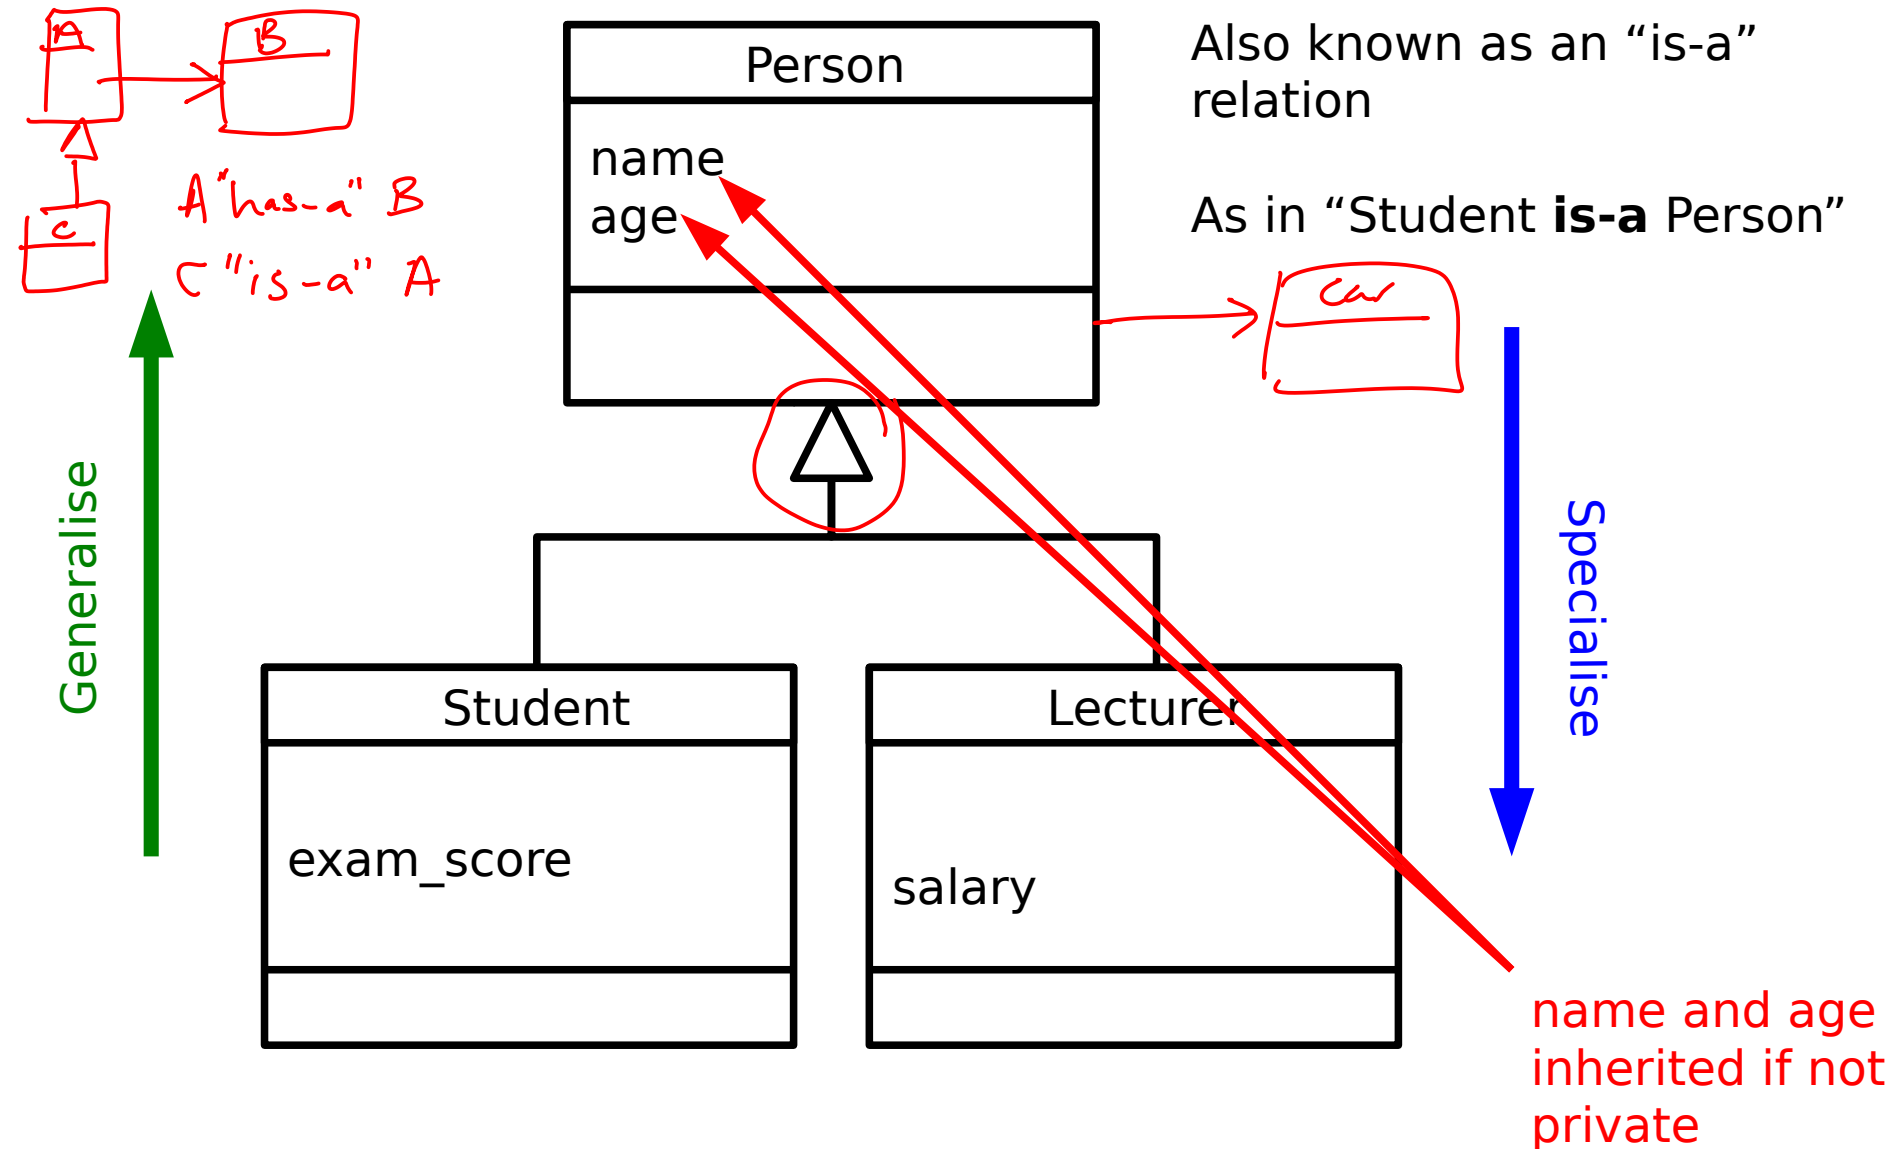 A
B
A "has-a" B
C
C "is-a" A
Person
name
age
Also known as an “is-a”
relation
As in “Student is-a Person”
Car
Generalise
Specialise
Student
exam_score
Lecturer
salary
name and age
inherited if not
private